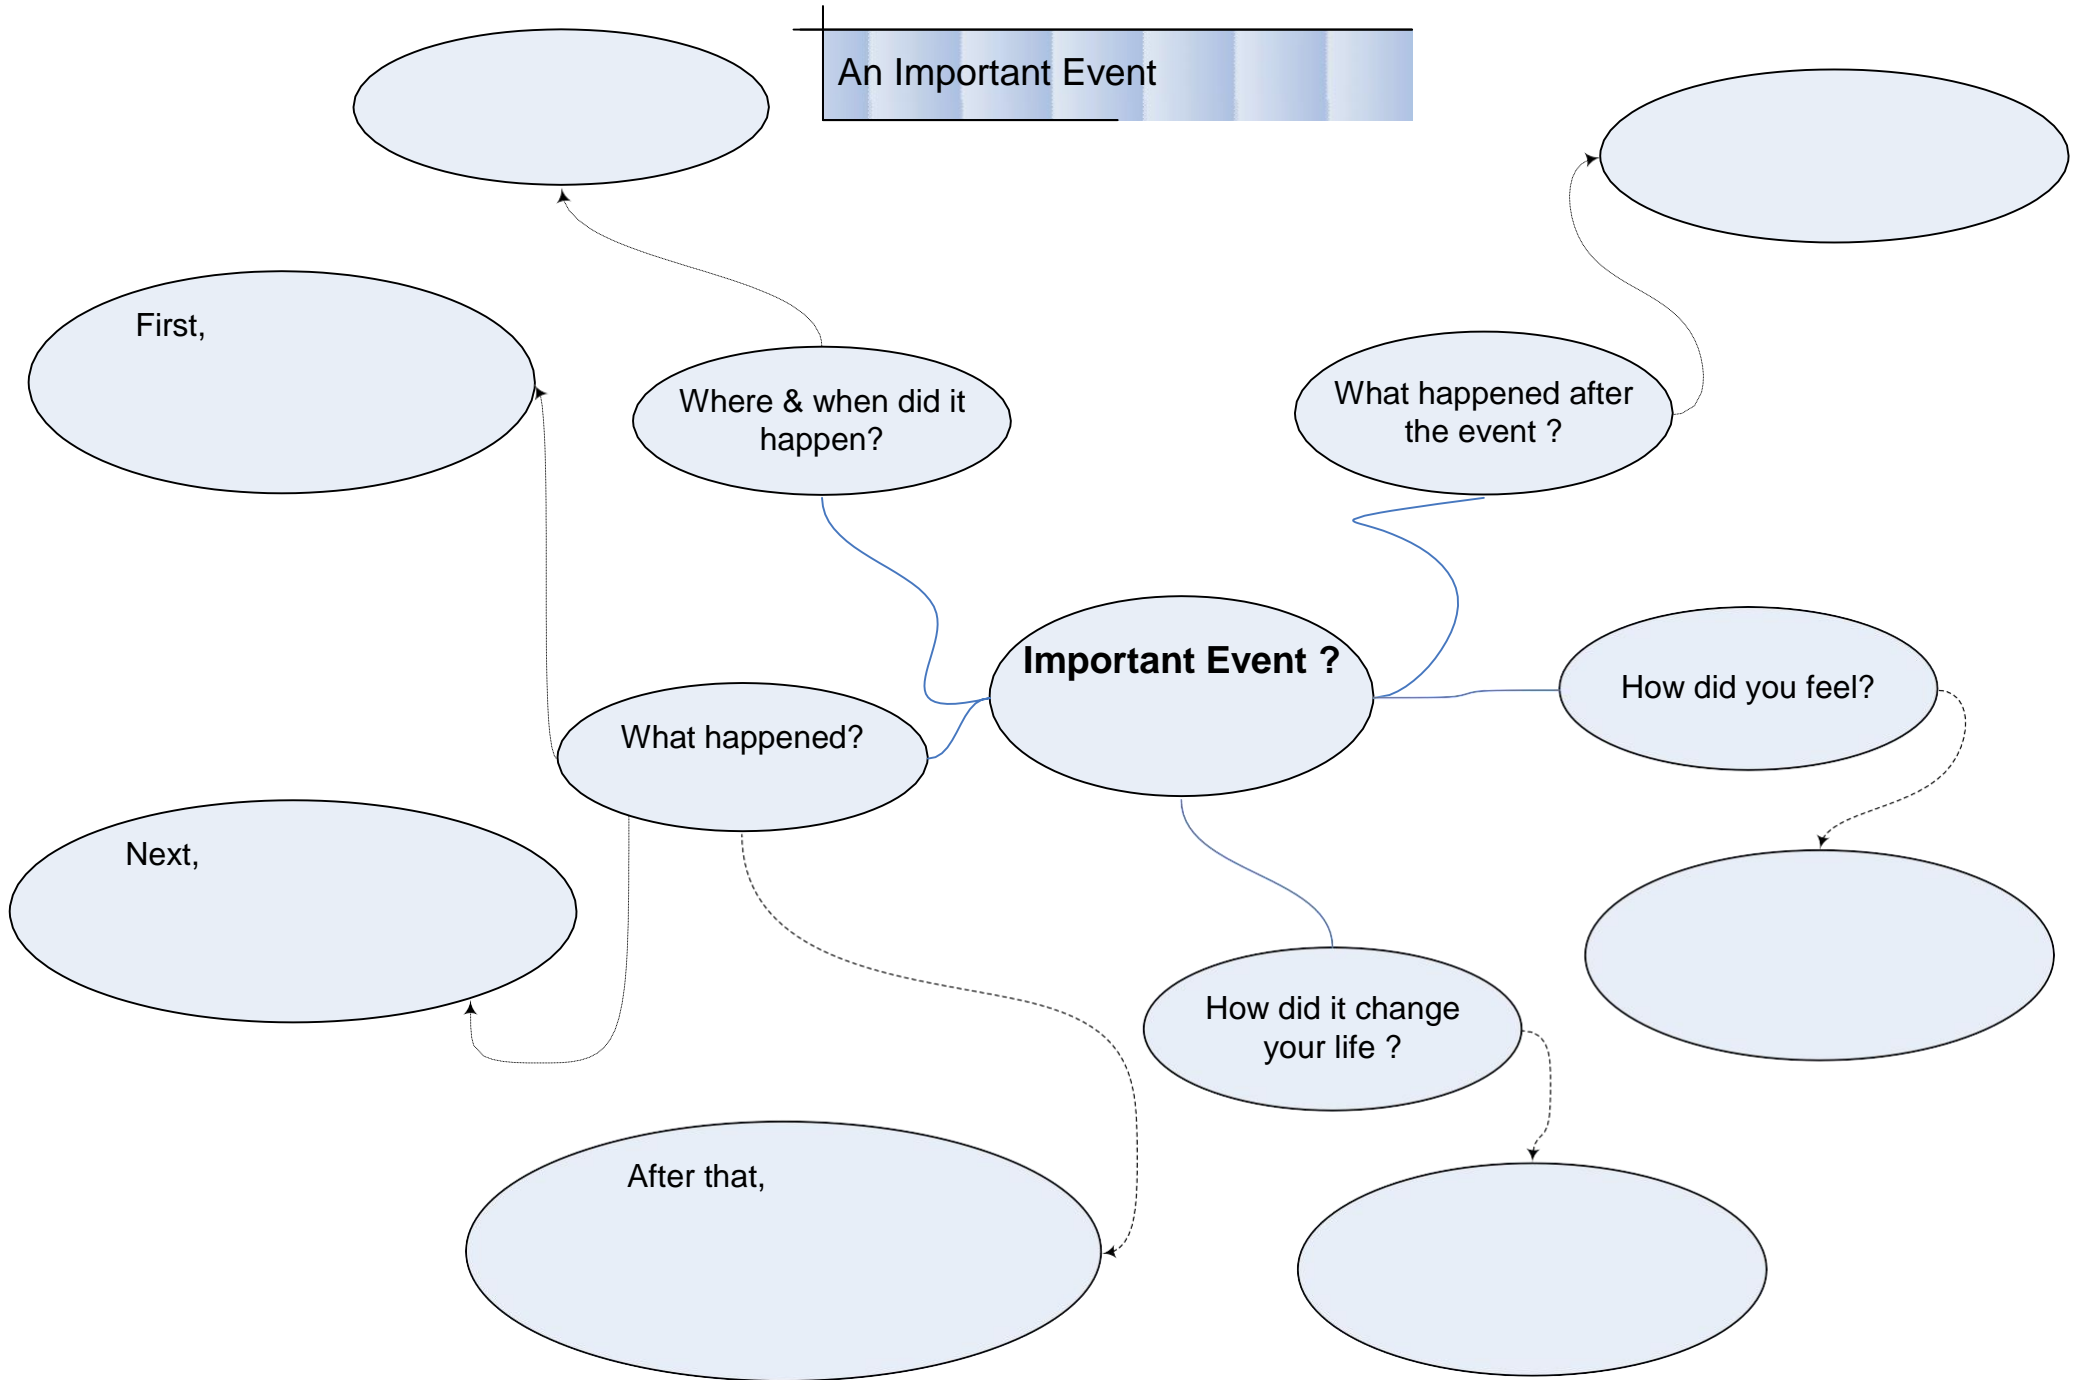 An Important Event
First,
Where & when did it
happen?
What happened after
the event ?
Important Event ?
How did you feel?
What happened?
Next,
How did it change
your life ?
After that,